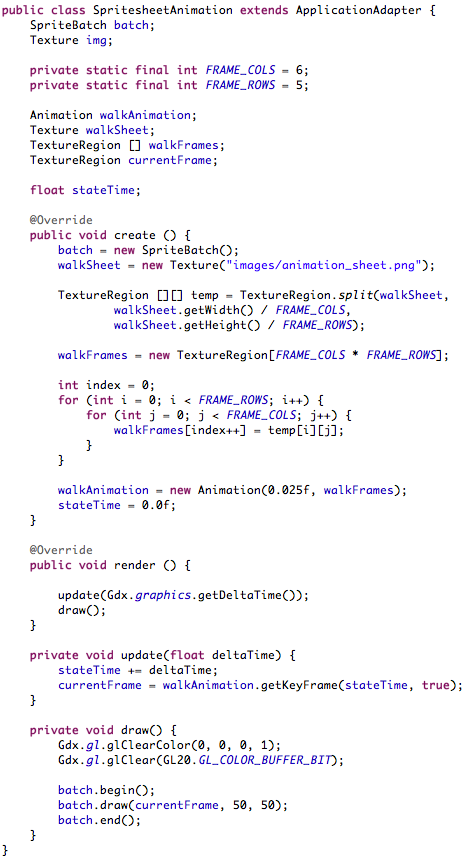 public class SpritesheetAnimation extends ApplicationAdapter {
    SpriteBatch batch;
    Texture img;

    private static final int FRAME_COLS = 6;
    private static final int FRAME_ROWS = 5;

    Animation walkAnimation;
    Texture walkSheet;
    TextureRegion [] walkFrames;
    TextureRegion currentFrame;

    float stateTime;

    @Override
    public void create () {
        batch = new SpriteBatch();
        walkSheet = new Texture("images/animation_sheet.png");

        TextureRegion [][] temp = TextureRegion.split(walkSheet,
                walkSheet.getWidth() / FRAME_COLS,
                walkSheet.getHeight() / FRAME_ROWS);

        walkFrames = new TextureRegion[FRAME_COLS * FRAME_ROWS];

        int index = 0;
        for (int i = 0; i < FRAME_ROWS; i++) {
            for (int j = 0; j < FRAME_COLS; j++) {
                walkFrames[index++] = temp[i][j];
            }
        }

        walkAnimation = new Animation(0.025f, walkFrames);
        stateTime = 0.0f;
    }

    @Override
    public void render () {

        update(Gdx.graphics.getDeltaTime());
        draw();
    }

    private void update(float deltaTime) {
        stateTime += deltaTime;
        currentFrame = walkAnimation.getKeyFrame(stateTime, true);
    }

    private void draw() {
        Gdx.gl.glClearColor(0, 0, 0, 1);
        Gdx.gl.glClear(GL20.GL_COLOR_BUFFER_BIT);

        batch.begin();
        batch.draw(currentFrame, 50, 50);
        batch.end();
    }
}